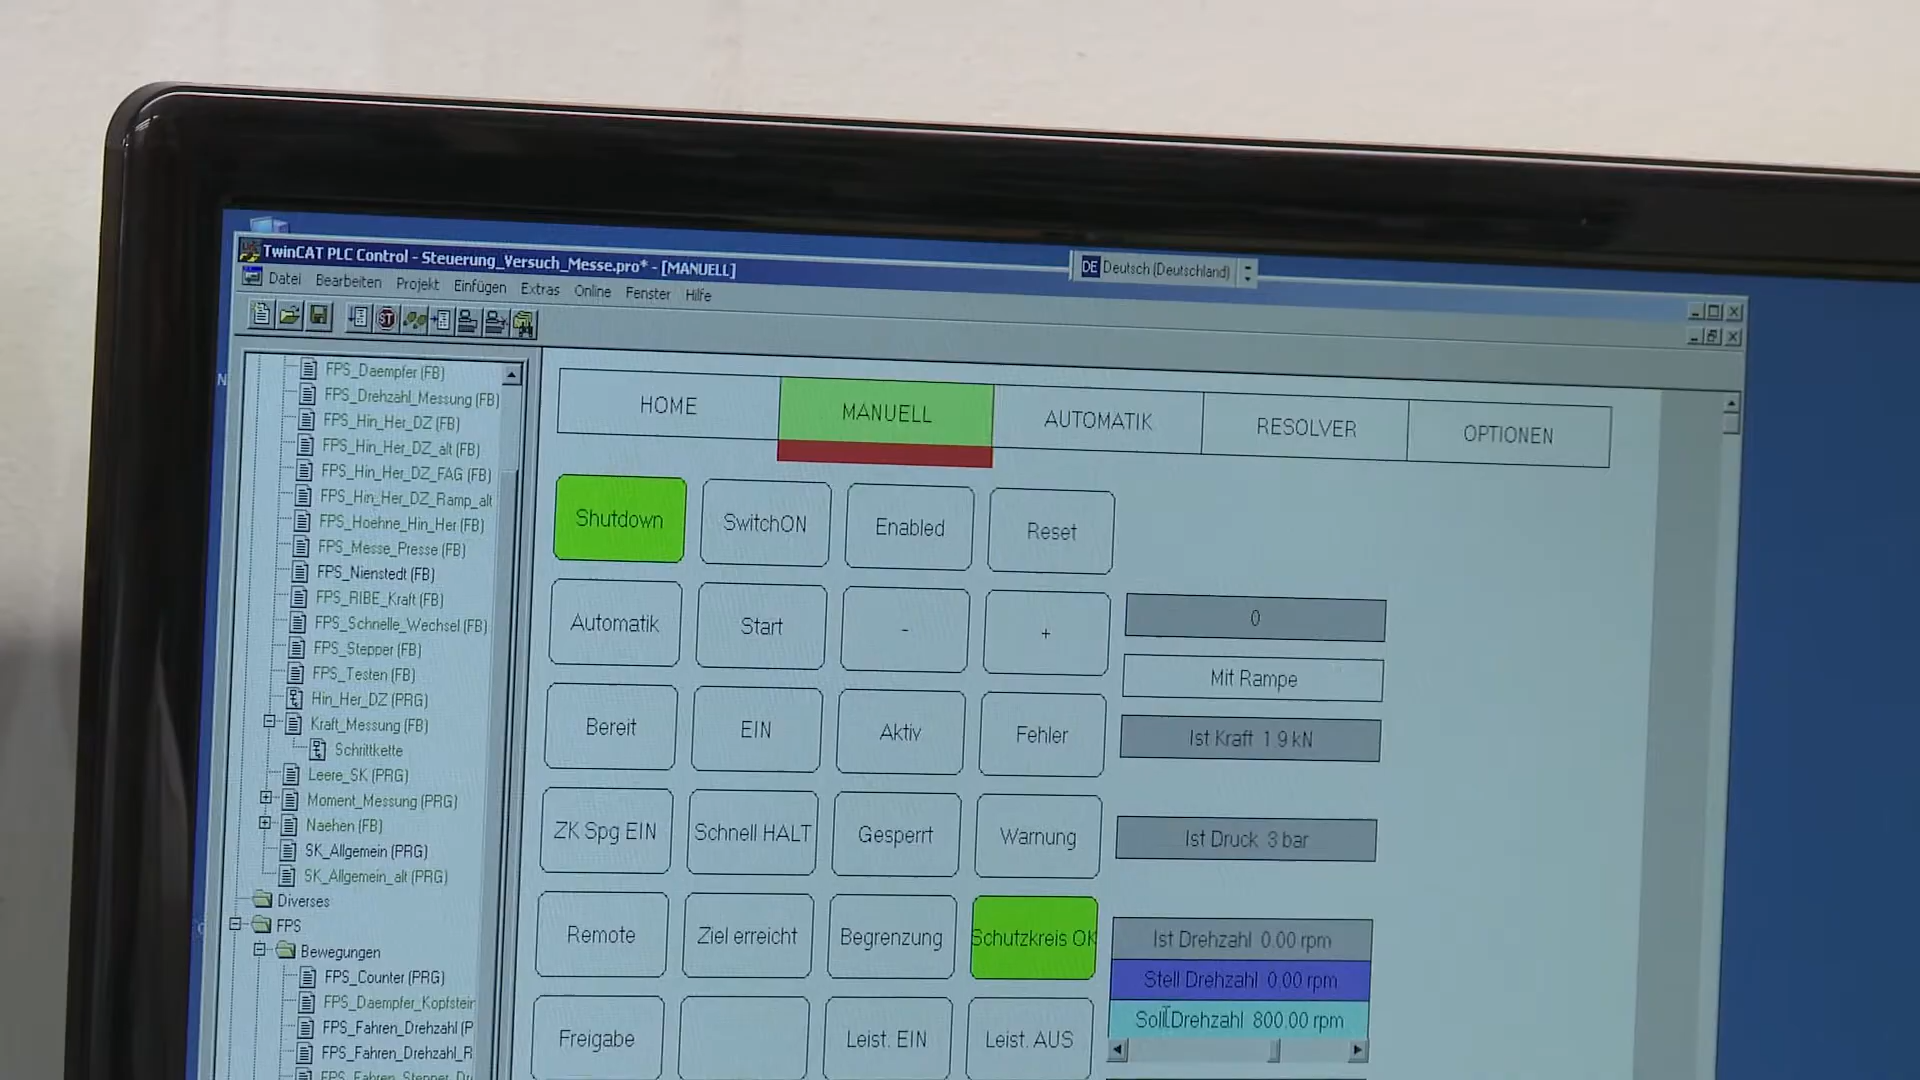 TwinCAT PLC Control - Steuerung_Versuch_Messe.pro* - [MANUELL]
DE Deutsch (Deutschland)
Datei Bearbeiten Projekt Einfügen Extras Online Fenster Hilfe
FPS_Daempfer (FB)
FPS_Drehzahl_Messung (FB)
FPS_Hin_Her_DZ (FB)
FPS_Hin_Her_DZ_alt (FB)
FPS_Hin_Her_DZ_FAG (FB)
FPS_Hin_Her_DZ_Ramp_alt
FPS_Hoehne_Hin_Her (FB)
FPS_Messe_Presse (FB)
FPS_Nienstedt (FB)
FPS_RIBE_Kraft (FB)
FPS_Schnelle_Wechsel (FB)
FPS_Stepper (FB)
FPS_Testen (FB)
Hin_Her_DZ (PRG)
Kraft_Messung (FB)
Schrittkette
Leere_SK (PRG)
Moment_Messung (PRG)
Naehen (FB)
SK_Allgemein (PRG)
SK_Allgemein_alt (PRG)
Diverses
FPS
Bewegungen
FPS_Counter (PRG)
FPS_Daempfer_Kopfstein
FPS_Fahren_Drehzahl (P
FPS_Fahren_Drehzahl_R
FPS_Fahren_Stepper_Dr
HOME MANUELL AUTOMATIK RESOLVER OPTIONEN
Shutdown SwitchON Enabled Reset
Automatik Start - +
Bereit EIN Aktiv Fehler
ZK Spg EIN Schnell HALT Gesperrt Warnung
Remote Ziel erreicht Begrenzung Schutzkreis OK
Freigabe Leist. EIN Leist. AUS
0
Mit Rampe
Ist Kraft 1.9 kN
Ist Druck 3 bar
Ist Drehzahl 0.00 rpm
Stell Drehzahl 0.00 rpm
Soll Drehzahl 800.00 rpm